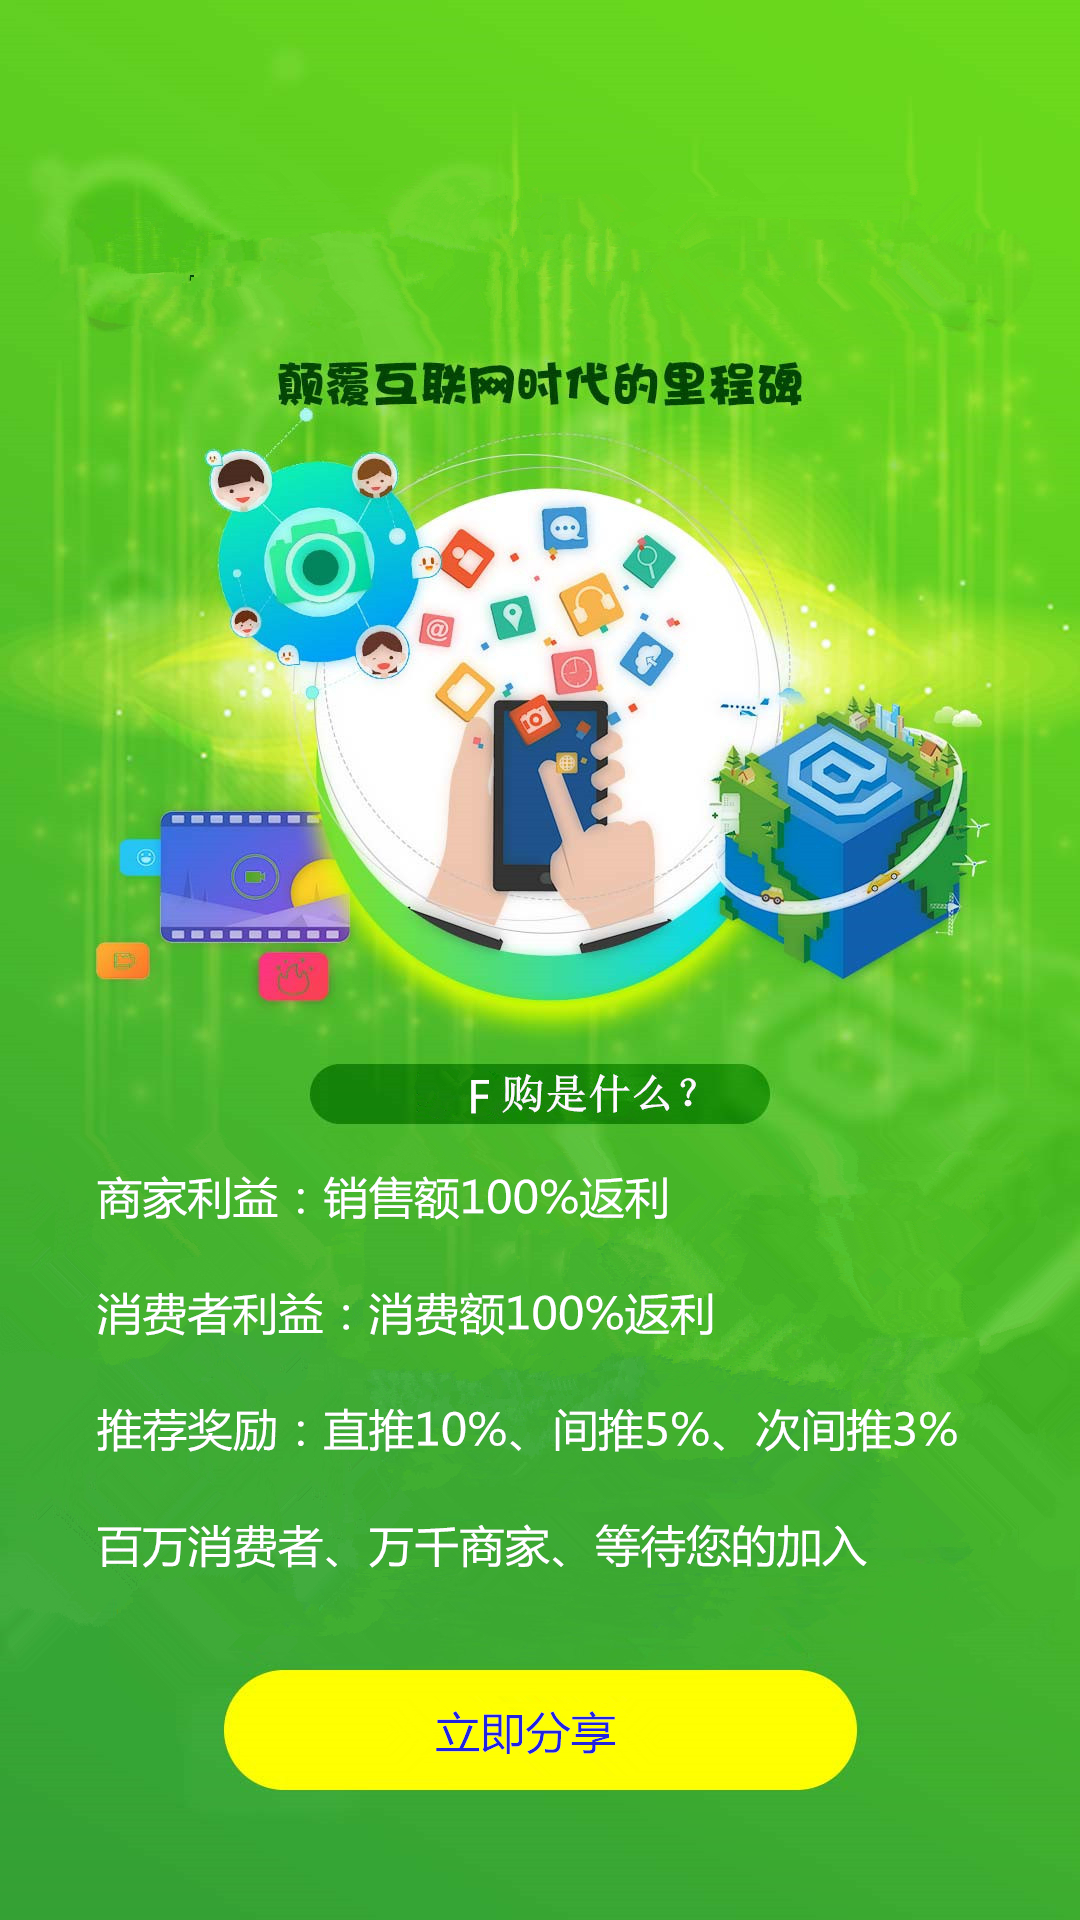 颠覆互联网时代的里程碑
F 购是什么?
商家利益：销售额100%返利
消费者利益：消费额100%返利
推荐奖励：直推10%、间推5%、次间推3%
百万消费者、万千商家、等待您的加入
立即分享